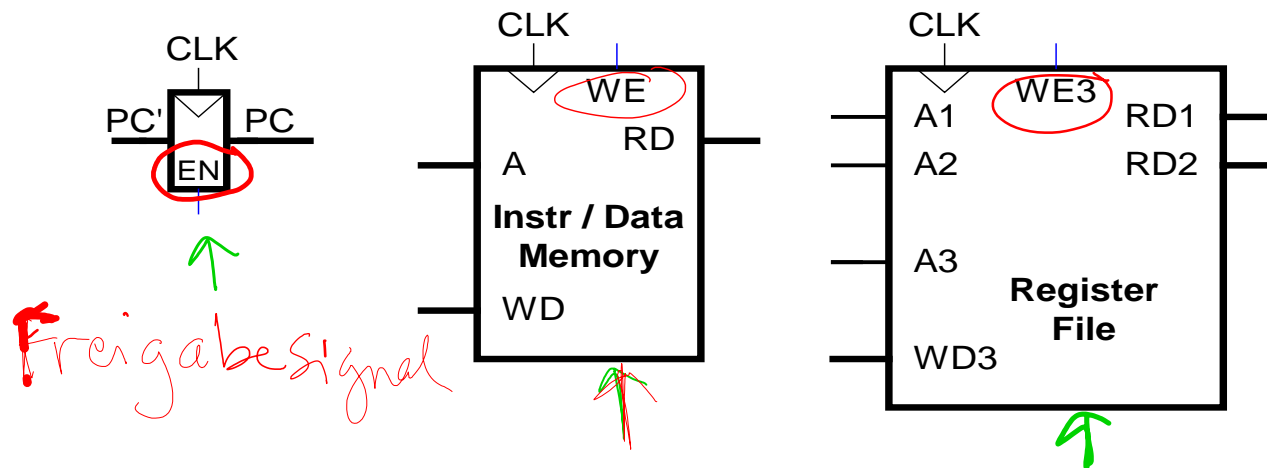 CLK
PC'
PC
EN
Freigabesignal
CLK
WE
RD
A
Instr / Data
Memory
WD
CLK
WE3
A1
RD1
A2
RD2
A3
Register
File
WD3